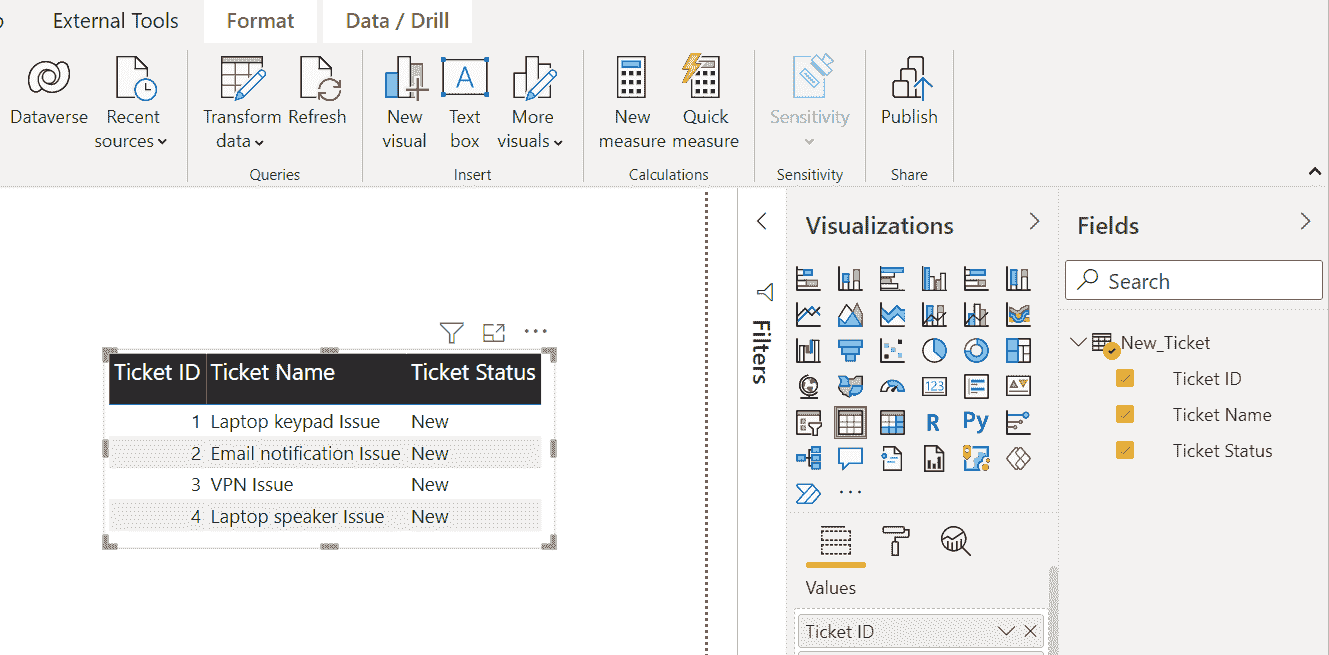 External Tools
Format
Data / Drill
Dataverse
Recent
sources
Transform
data
Refresh
Queries
New
visual
Text
box
More
visuals
Insert
New
measure
Quick
measure
Calculations
Sensitivity
Sensitivity
Publish
Share
Filters
Visualizations
123
R
Py
...
Values
Ticket ID
Fields
Search
New_Ticket
Ticket ID
Ticket Name
Ticket Status
...
Ticket ID Ticket Name Ticket Status
1 Laptop keypad Issue New
2 Email notification Issue New
3 VPN Issue New
4 Laptop speaker Issue New